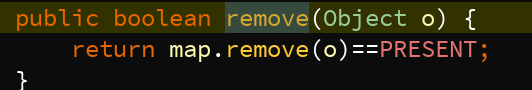 public boolean remove(Object o) {
    return map.remove(o)==PRESENT;
}